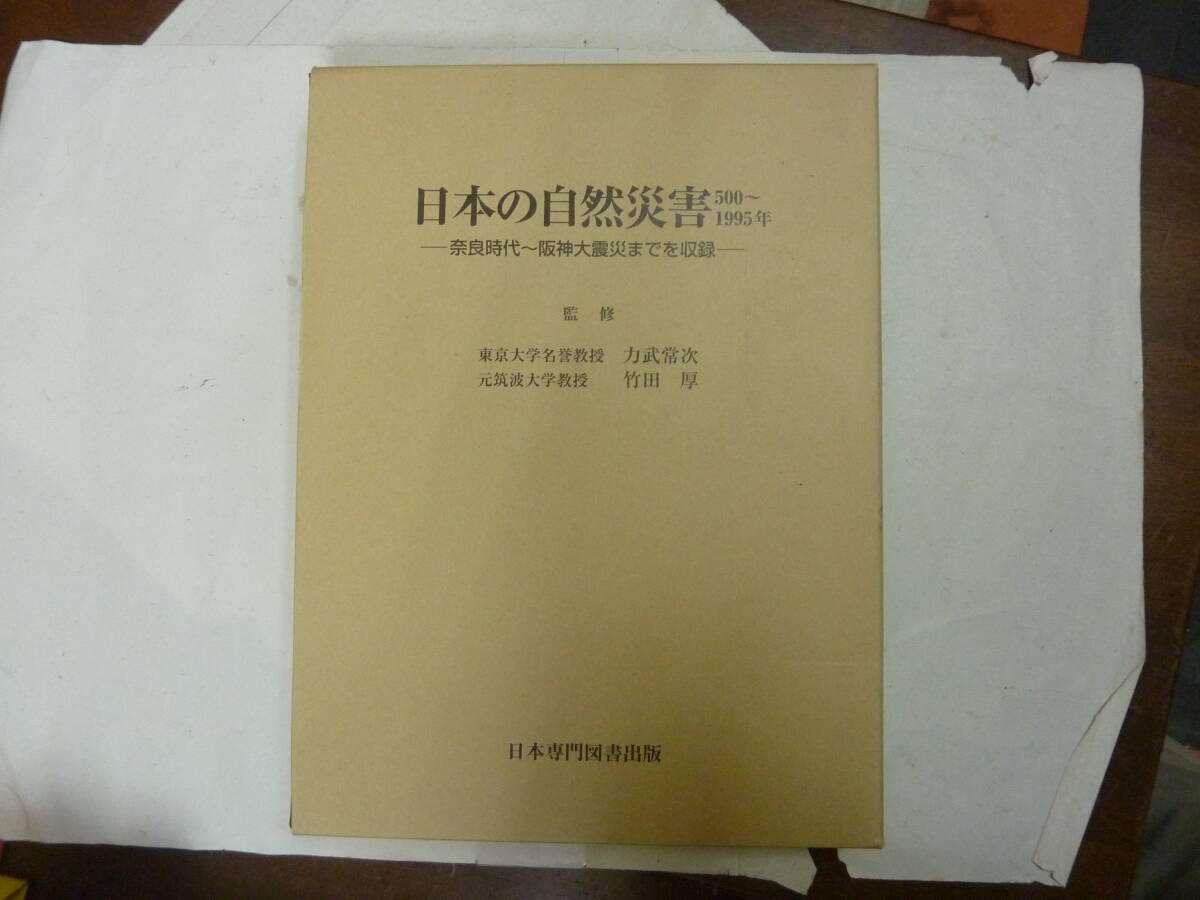 日本の自然災害 500～1995年
―奈良時代～阪神大震災までを収録―
監修
東京大学名誉教授 力武常次
元筑波大学教授 竹田 厚
日本専門図書出版